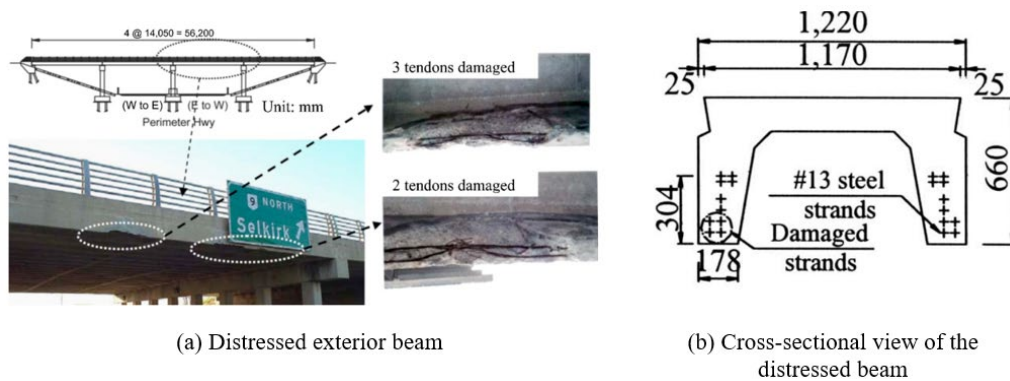 4 @ 14,050 = 56,200
(W to E) (E to W) Unit: mm
Perimeter Hwy
3 tendons damaged
2 tendons damaged
9 NORTH
Selkirk
(a) Distressed exterior beam
1,220
1,170
25 25
304
#13 steel
strands
Damaged
strands
178
660
(b) Cross-sectional view of the
distressed beam